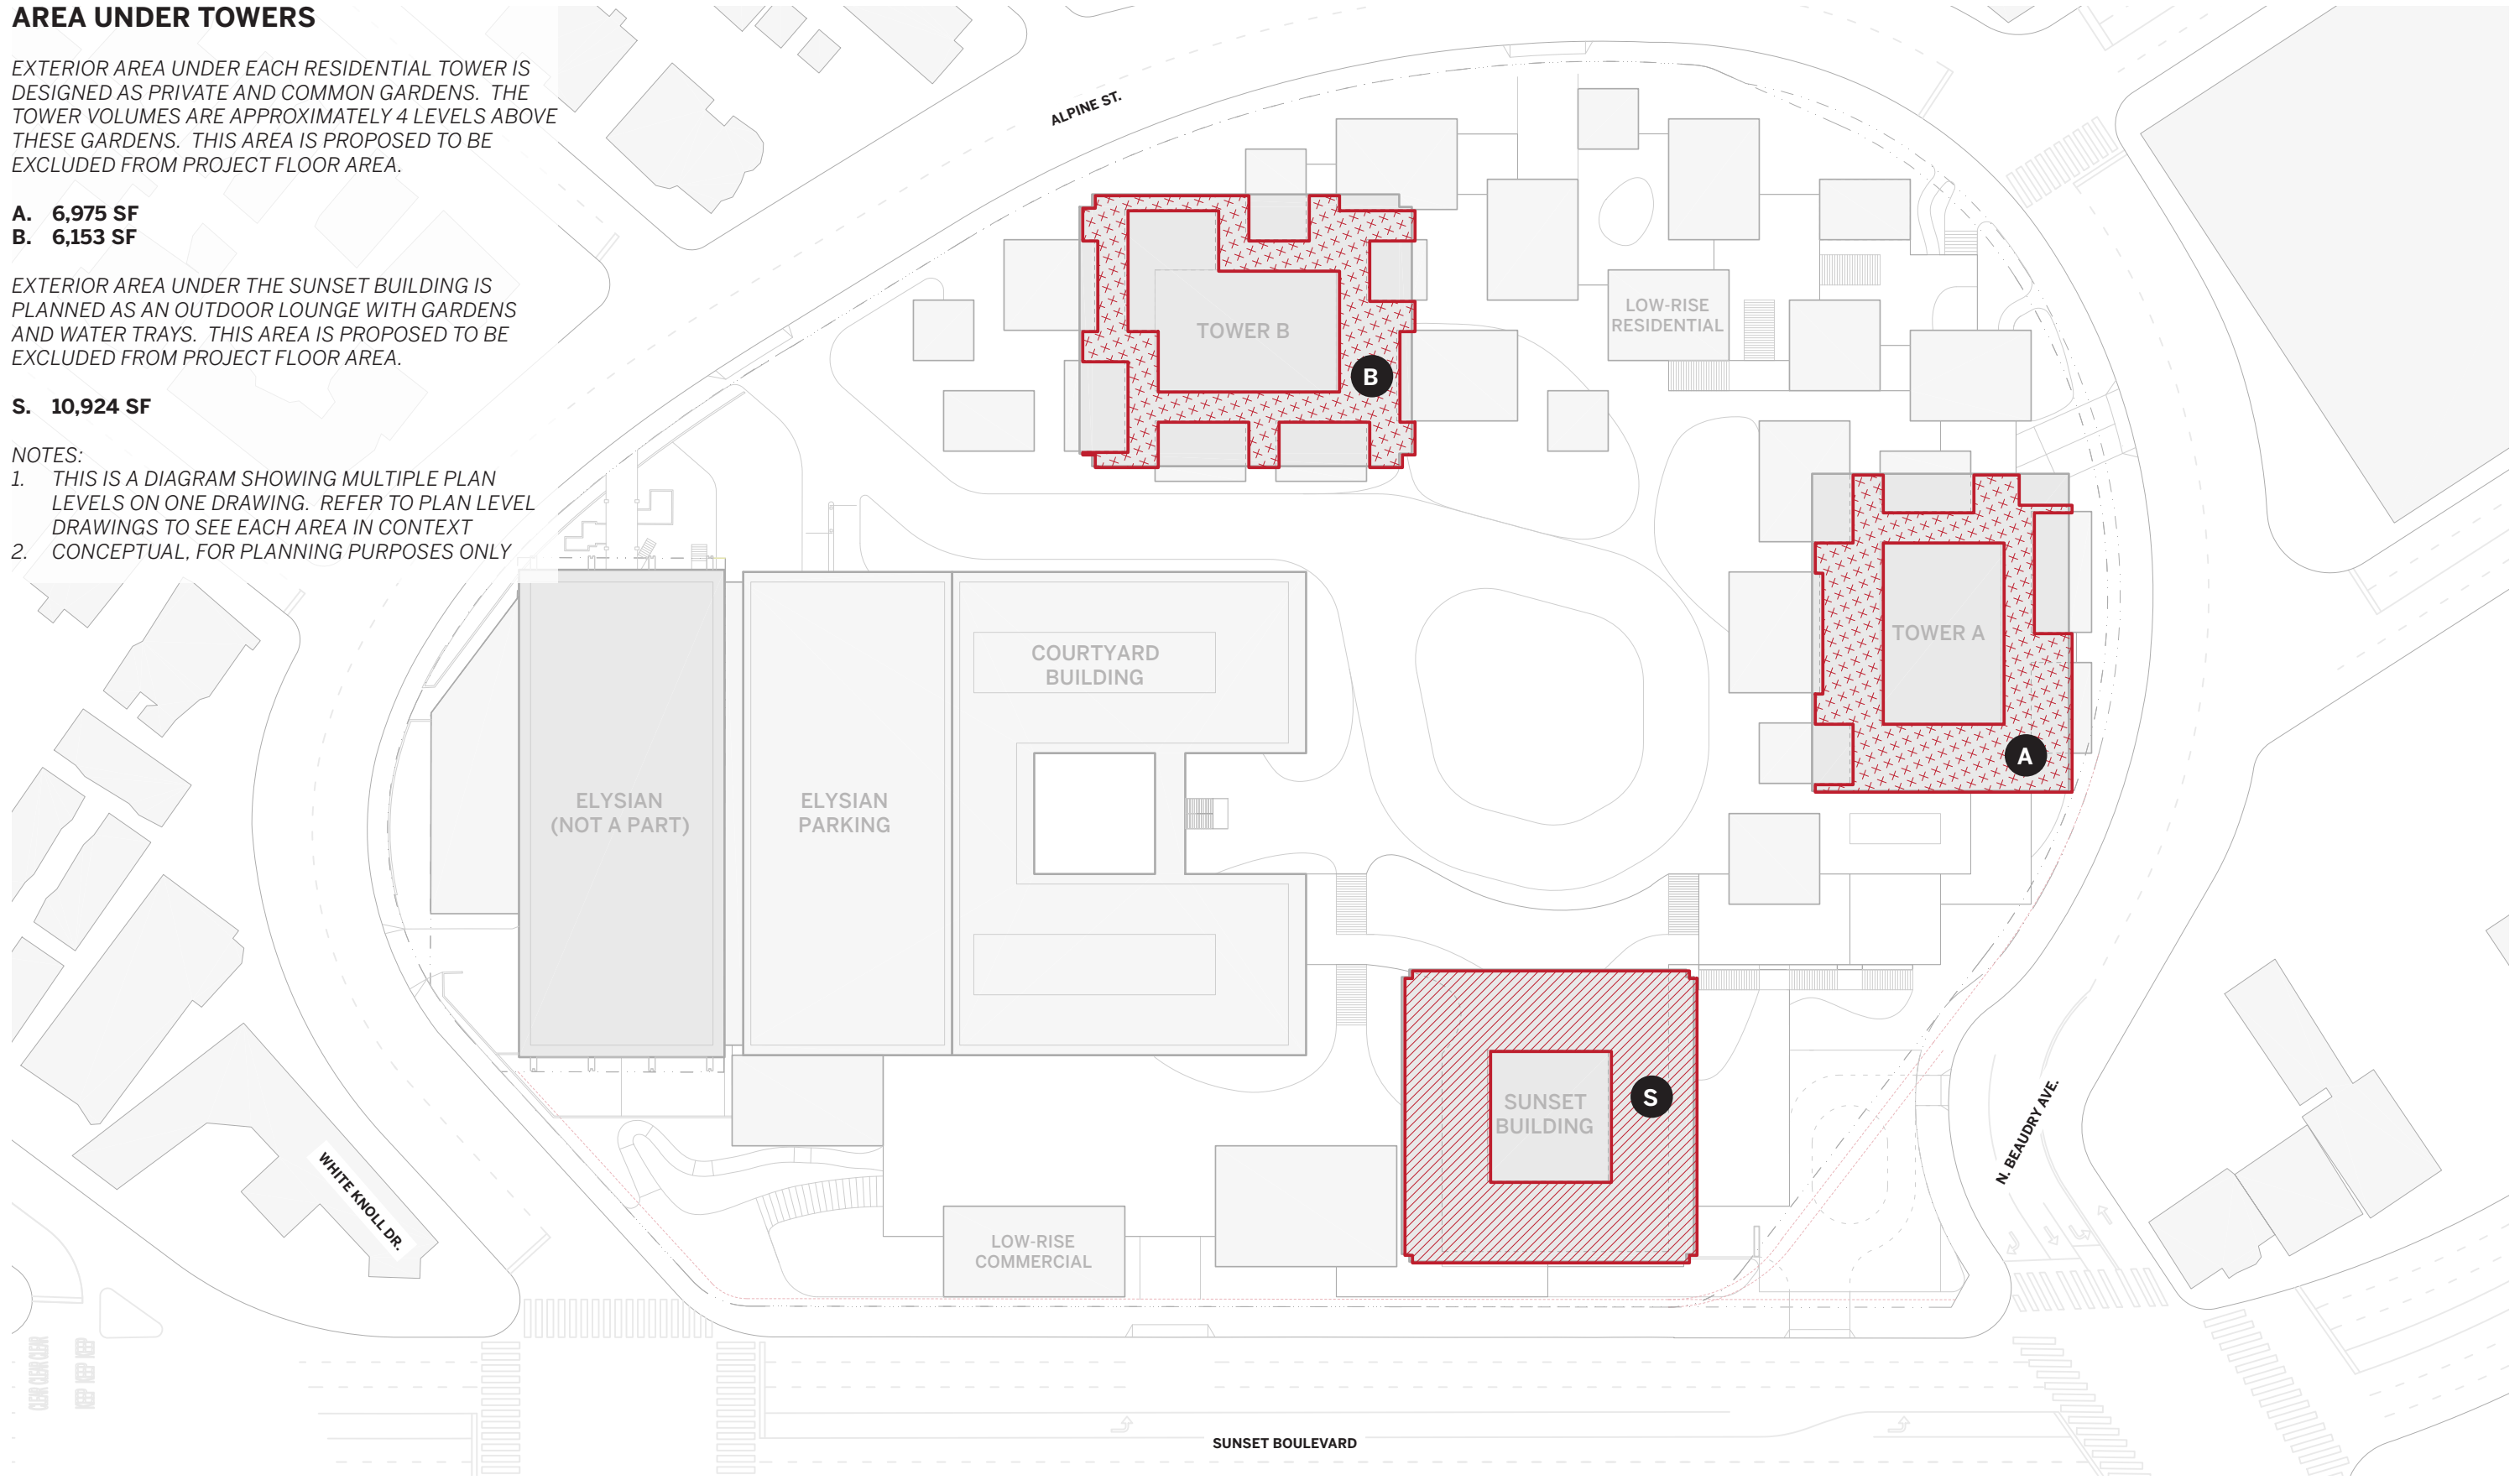 AREA UNDER TOWERS
EXTERIOR AREA UNDER EACH RESIDENTIAL TOWER IS
DESIGNED AS PRIVATE AND COMMON GARDENS. THE
TOWER VOLUMES ARE APPROXIMATELY 4 LEVELS ABOVE
THESE GARDENS. THIS AREA IS PROPOSED TO BE
EXCLUDED FROM PROJECT FLOOR AREA.
A. 6,975 SF
B. 6,153 SF
EXTERIOR AREA UNDER THE SUNSET BUILDING IS
PLANNED AS AN OUTDOOR LOUNGE WITH GARDENS
AND WATER TRAYS. THIS AREA IS PROPOSED TO BE
EXCLUDED FROM PROJECT FLOOR AREA.
S. 10,924 SF
NOTES:
1. THIS IS A DIAGRAM SHOWING MULTIPLE PLAN
LEVELS ON ONE DRAWING. REFER TO PLAN LEVEL
DRAWINGS TO SEE EACH AREA IN CONTEXT
2. CONCEPTUAL, FOR PLANNING PURPOSES ONLY
ALPINE ST.
TOWER B
B
LOW-RISE
RESIDENTIAL
TOWER A
A
COURTYARD
BUILDING
ELYSIAN
(NOT A PART)
ELYSIAN
PARKING
SUNSET
BUILDING
S
LOW-RISE
COMMERCIAL
WHITE KNOLL DR.
N. BEAUDRY AVE.
SUNSET BOULEVARD